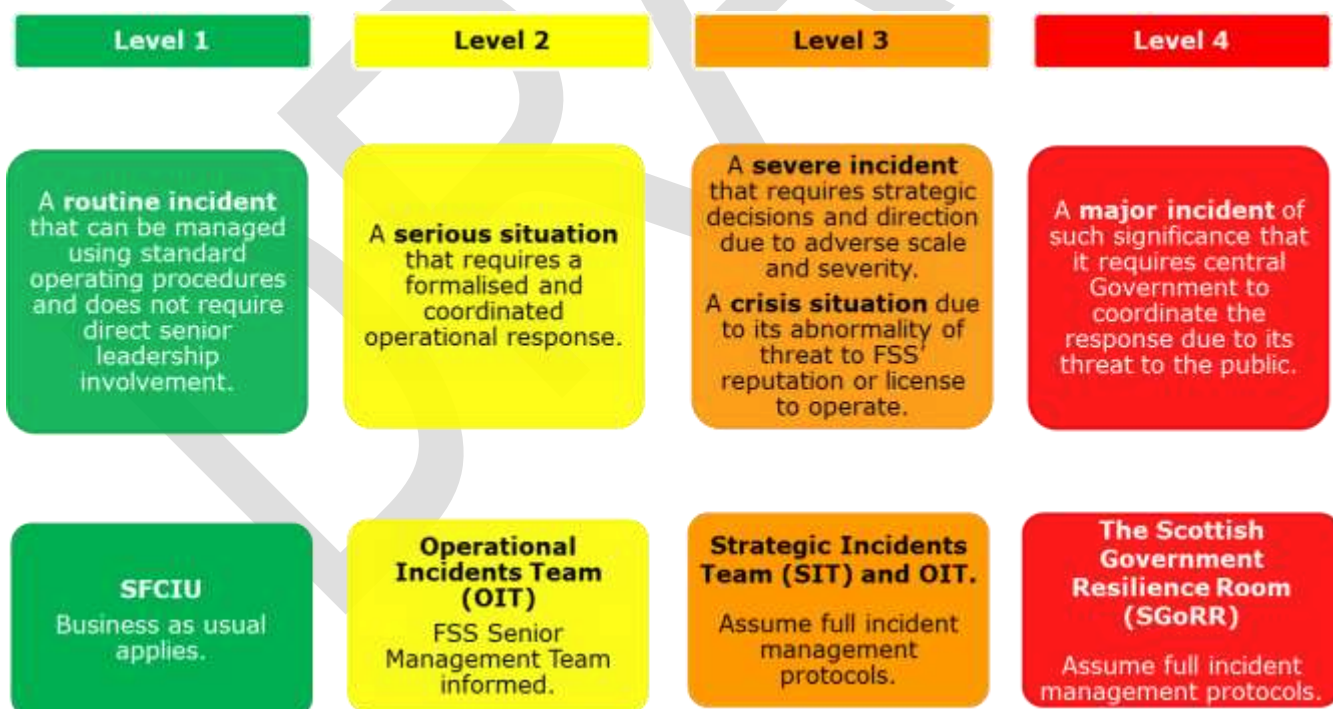 Level 1
Level 2
Level 3
Level 4
A routine incident
that can be managed
using standard
operating procedures
and does not require
direct senior
leadership
involvement.
A serious situation
that requires a
formalised and
coordinated
operational response.
A severe incident
that requires strategic
decisions and direction
due to adverse scale
and severity.
A crisis situation due
to its abnormality of
threat to FSS'
reputation or license
to operate.
A major incident of
such significance that
it requires central
Government to
coordinate the
response due to its
threat to the public.
SFCIU
Business as usual
applies.
Operational
Incidents Team
(OIT)
FSS Senior
Management Team
informed.
Strategic Incidents
Team (SIT) and OIT.
Assume full incident
management
protocols.
The Scottish
Government
Resilience Room
(SGoRR)
Assume full incident
management protocols.